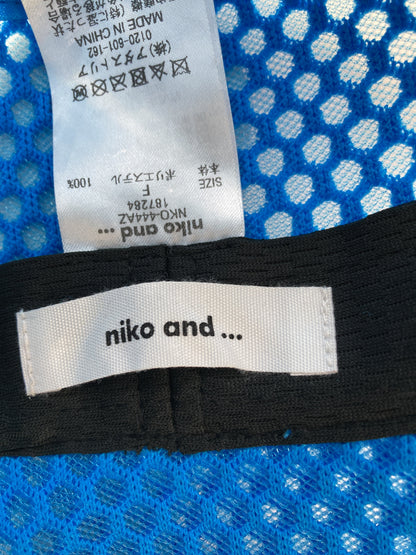 niko and ...
niko and ...
187284
NKO-444AZ
SIZE F
本体 ポリエステル 100%
(株)アダストリア
0120-601-162
MADE IN CHINA